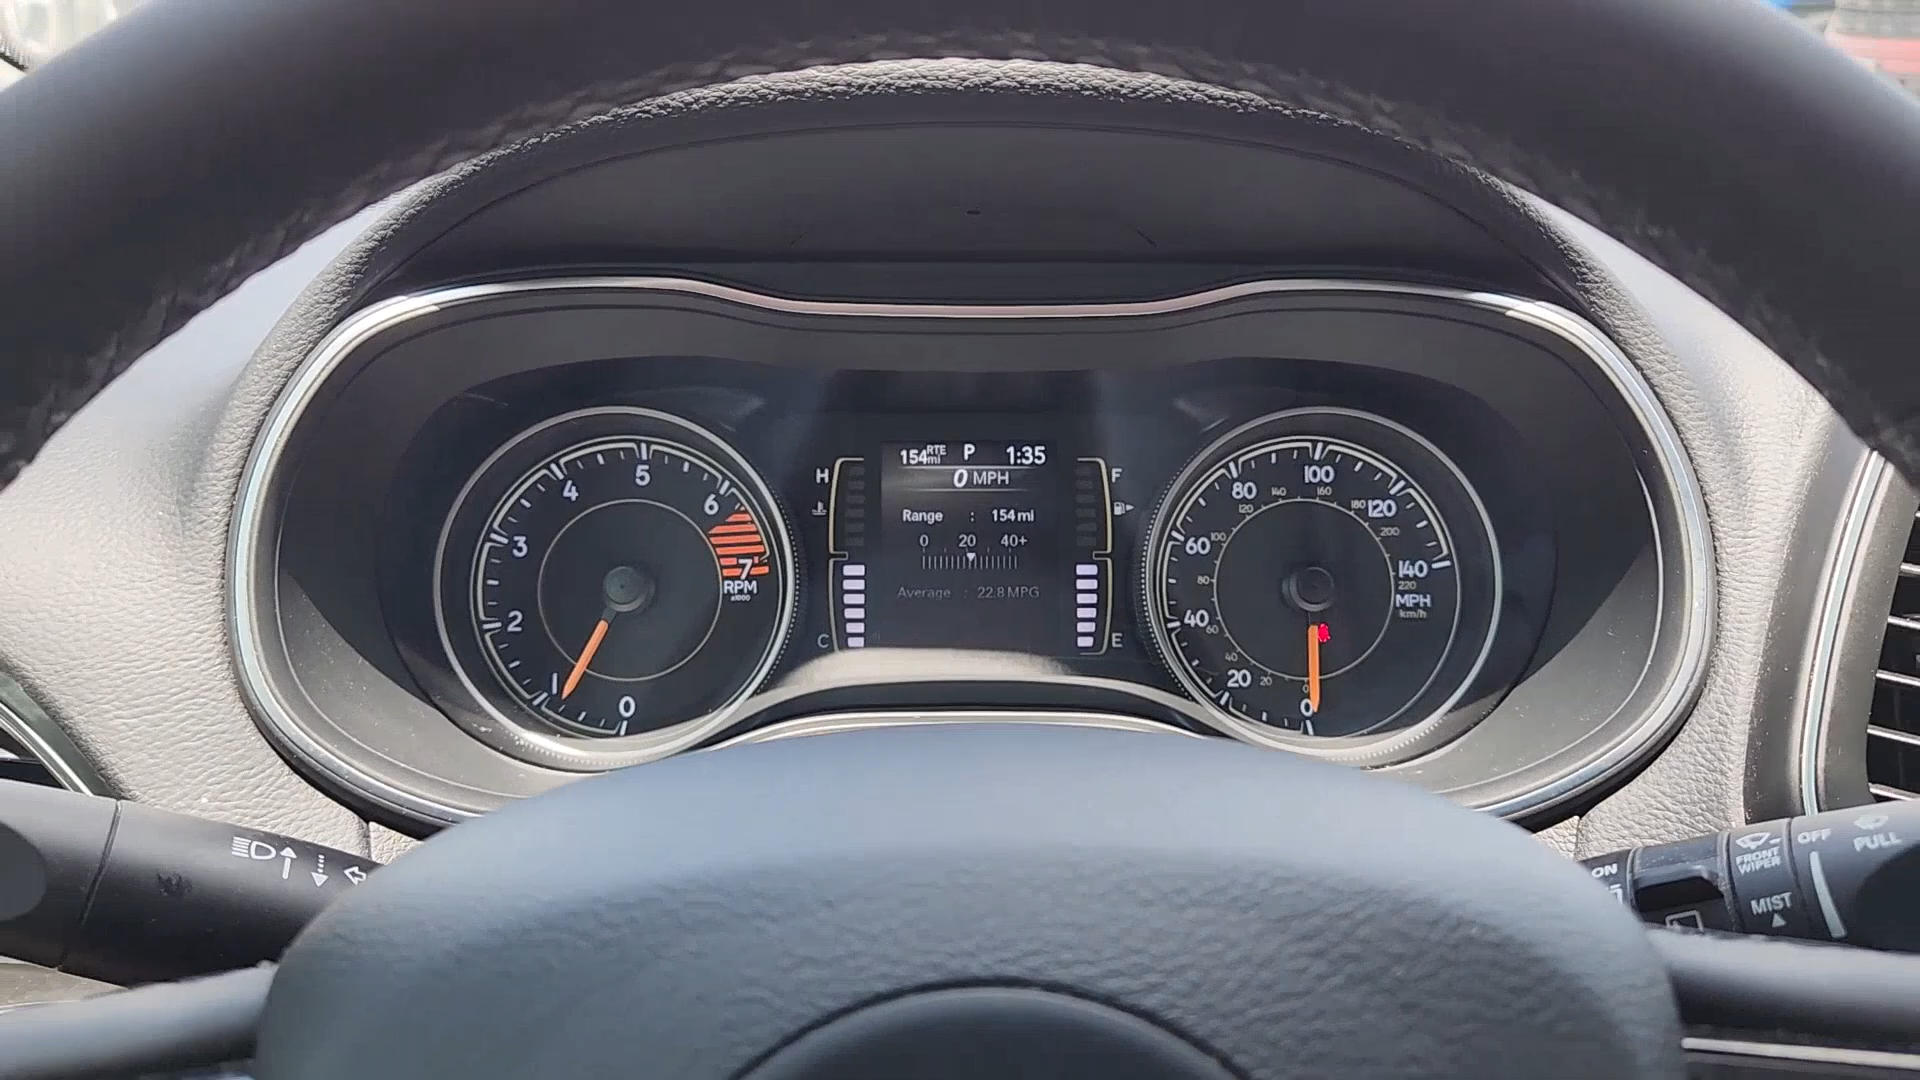 154 RTE mi P 1:35
0 MPH
Range : 154 mi
0 20 40+
Average : 22.8 MPG
H
C
F
E
0
1
2
3
4
5
6
7
RPM
x1000
0
20
40
60
80
100
120
140
MPH
km/h
0
20
40
60
80
100
120
140
160
180
200
220
ON
FRONT
WIPER
OFF
PULL
MIST